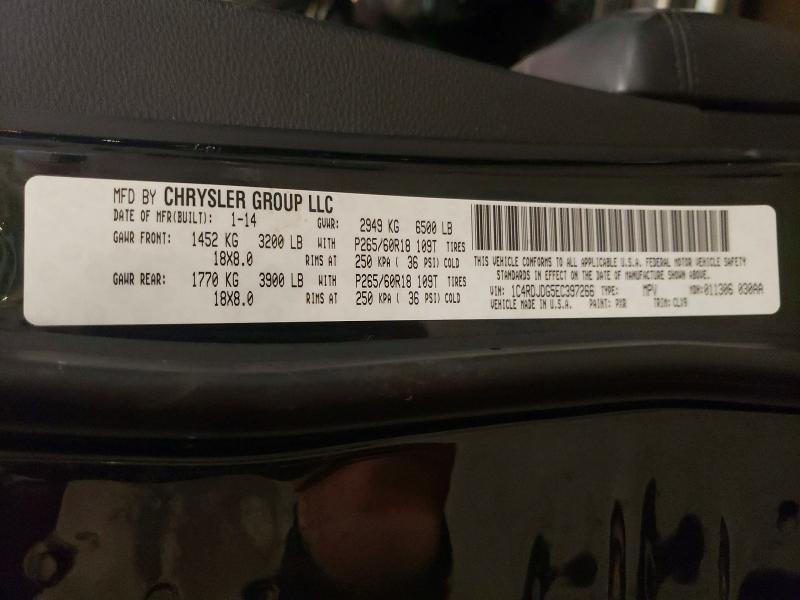 MFD BY CHRYSLER GROUP LLC
DATE OF MFR(BUILT): 1-14 GVWR: 2949 KG 6500 LB
GAWR FRONT: 1452 KG 3200 LB WITH P265/60R18 109T TIRES
18X8.0 RIMS AT 250 KPA ( 36 PSI) COLD
GAWR REAR: 1770 KG 3900 LB WITH P265/60R18 109T TIRES
18X8.0 RIMS AT 250 KPA ( 36 PSI) COLD
THIS VEHICLE CONFORMS TO ALL APPLICABLE U.S.A. FEDERAL MOTOR VEHICLE SAFETY
STANDARDS IN EFFECT ON THE DATE OF MANUFACTURE SHOWN ABOVE.
VIN: 1C4RDJDG5EC397266 TYPE: MPV MDH: 011306 030AA
VEHICLE MADE IN U.S.A. PAINT: PXR TRIM: CLX9